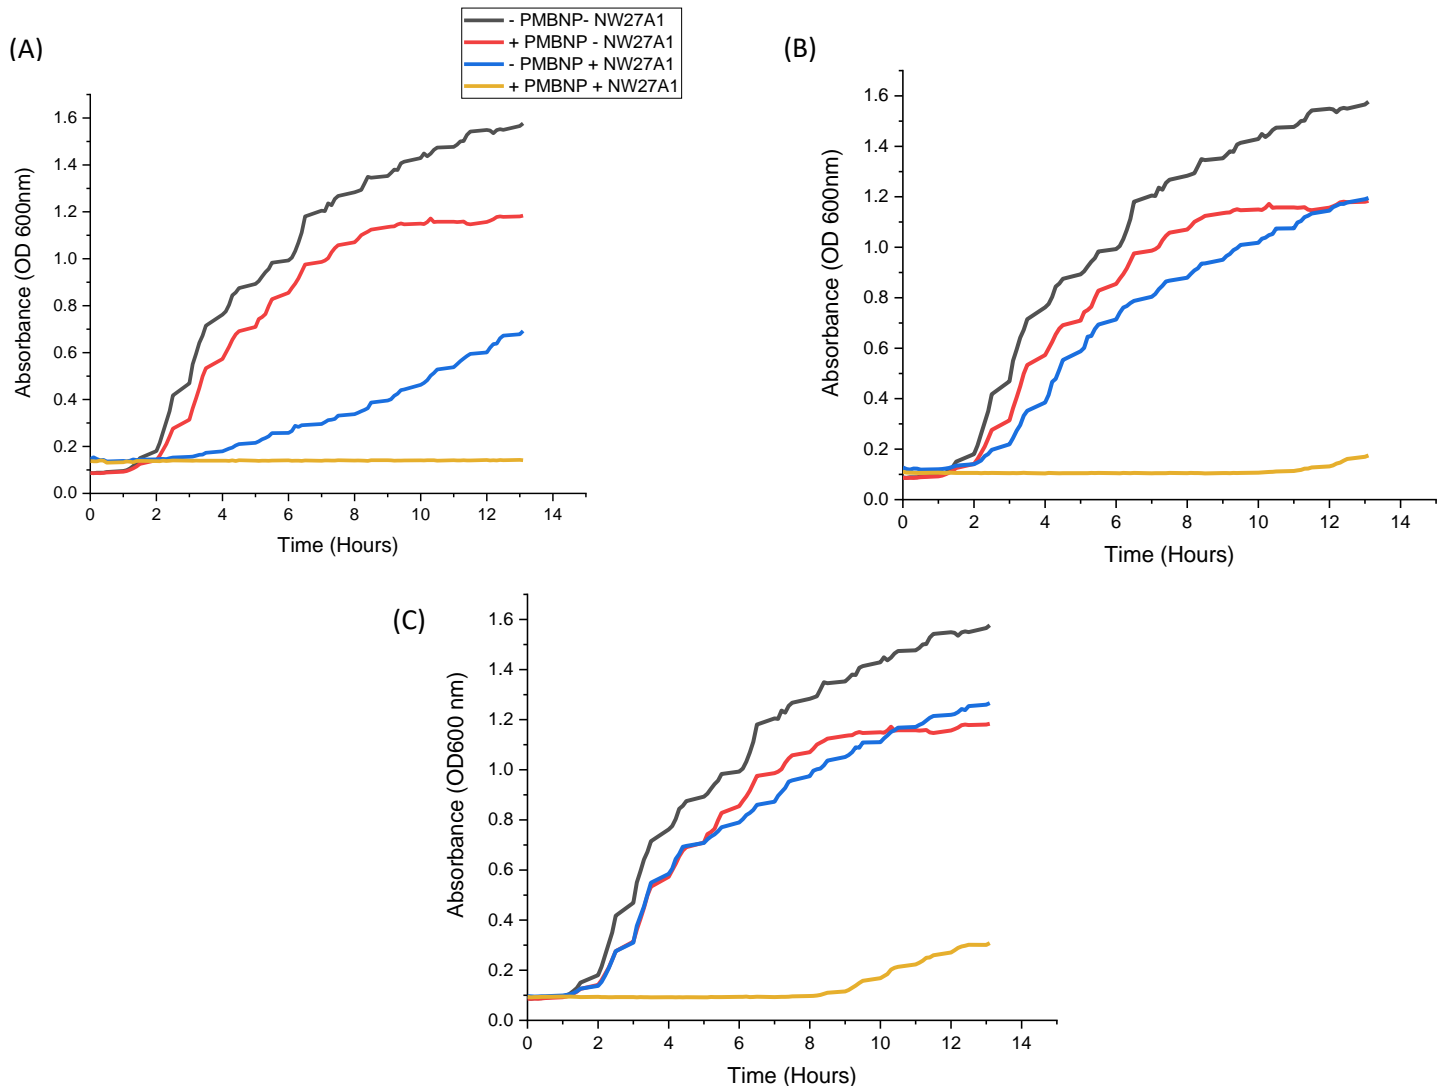 - PMBNP- NW27A1
+ PMBNP - NW27A1
- PMBNP + NW27A1
+ PMBNP + NW27A1
(A)
1.6
1.4
1.2
1.0
0.8
0.6
0.4
0.2
0.0
Absorbance (OD 600nm)
0 2 4 6 8 10 12 14
Time (Hours)
(B)
1.6
1.4
1.2
1.0
0.8
0.6
0.4
0.2
0.0
Absorbance (OD 600nm)
0 2 4 6 8 10 12 14
Time (Hours)
(C)
1.6
1.4
1.2
1.0
0.8
0.6
0.4
0.2
0.0
Absorbance (OD600 nm)
0 2 4 6 8 10 12 14
Time (Hours)